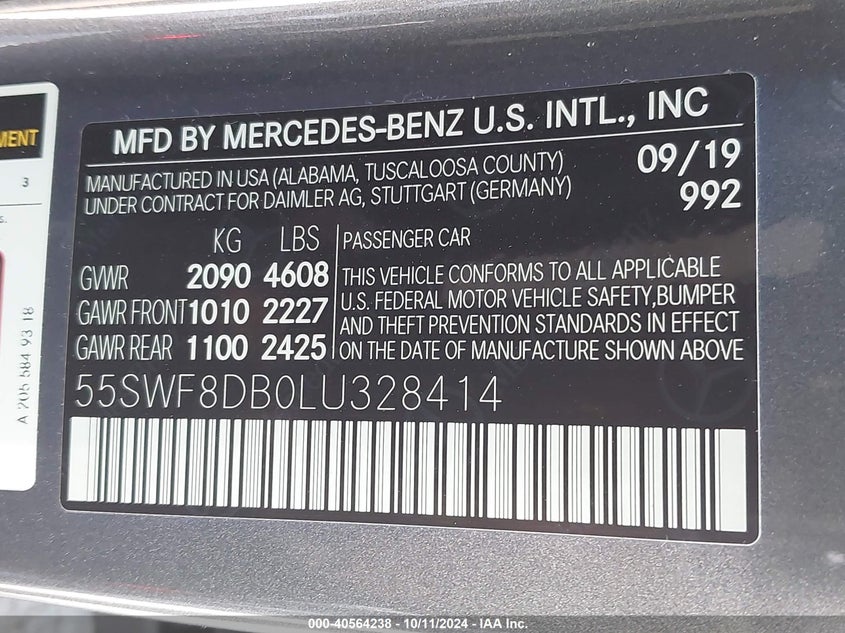 MFD BY MERCEDES-BENZ U.S. INTL., INC
MANUFACTURED IN USA (ALABAMA, TUSCALOOSA COUNTY)
UNDER CONTRACT FOR DAIMLER AG, STUTTGART (GERMANY)
09/19
992
KG LBS
GVWR 2090 4608
GAWR FRONT 1010 2227
GAWR REAR 1100 2425
PASSENGER CAR
THIS VEHICLE CONFORMS TO ALL APPLICABLE
U.S. FEDERAL MOTOR VEHICLE SAFETY,BUMPER
AND THEFT PREVENTION STANDARDS IN EFFECT
ON THE DATE OF MANUFACTURE SHOWN ABOVE
55SWF8DB0LU328414
3
A 205 584 93 18
000-40564238 - 10/11/2024 - IAA Inc.